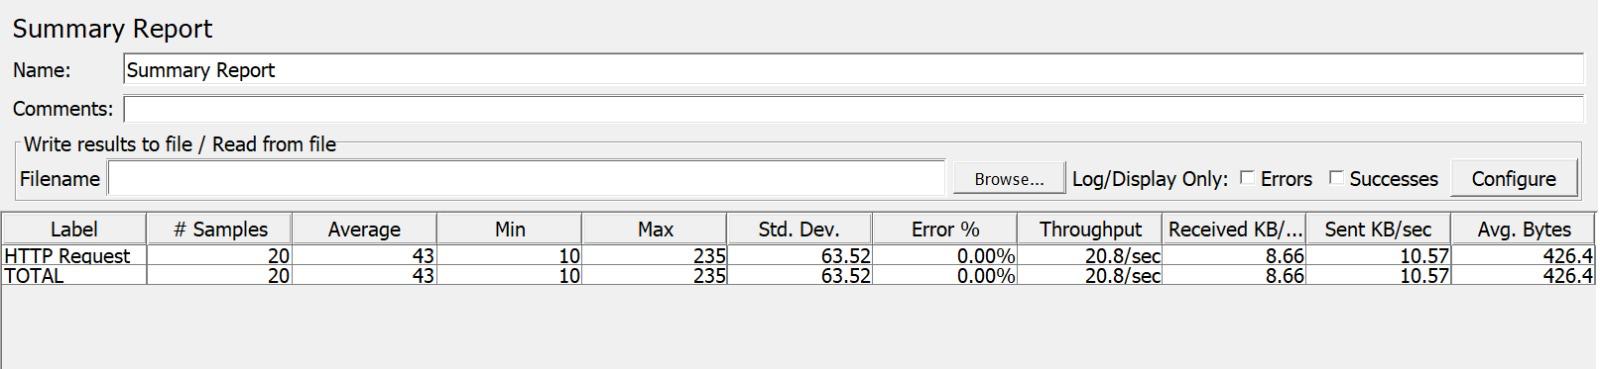 Summary Report
Name: Summary Report
Comments:
Write results to file / Read from file
Filename Browse... Log/Display Only: Errors Successes Configure
Label # Samples Average Min Max Std. Dev. Error % Throughput Received KB/... Sent KB/sec Avg. Bytes
HTTP Request 20 43 10 235 63.52 0.00% 20.8/sec 8.66 10.57 426.4
TOTAL 20 43 10 235 63.52 0.00% 20.8/sec 8.66 10.57 426.4